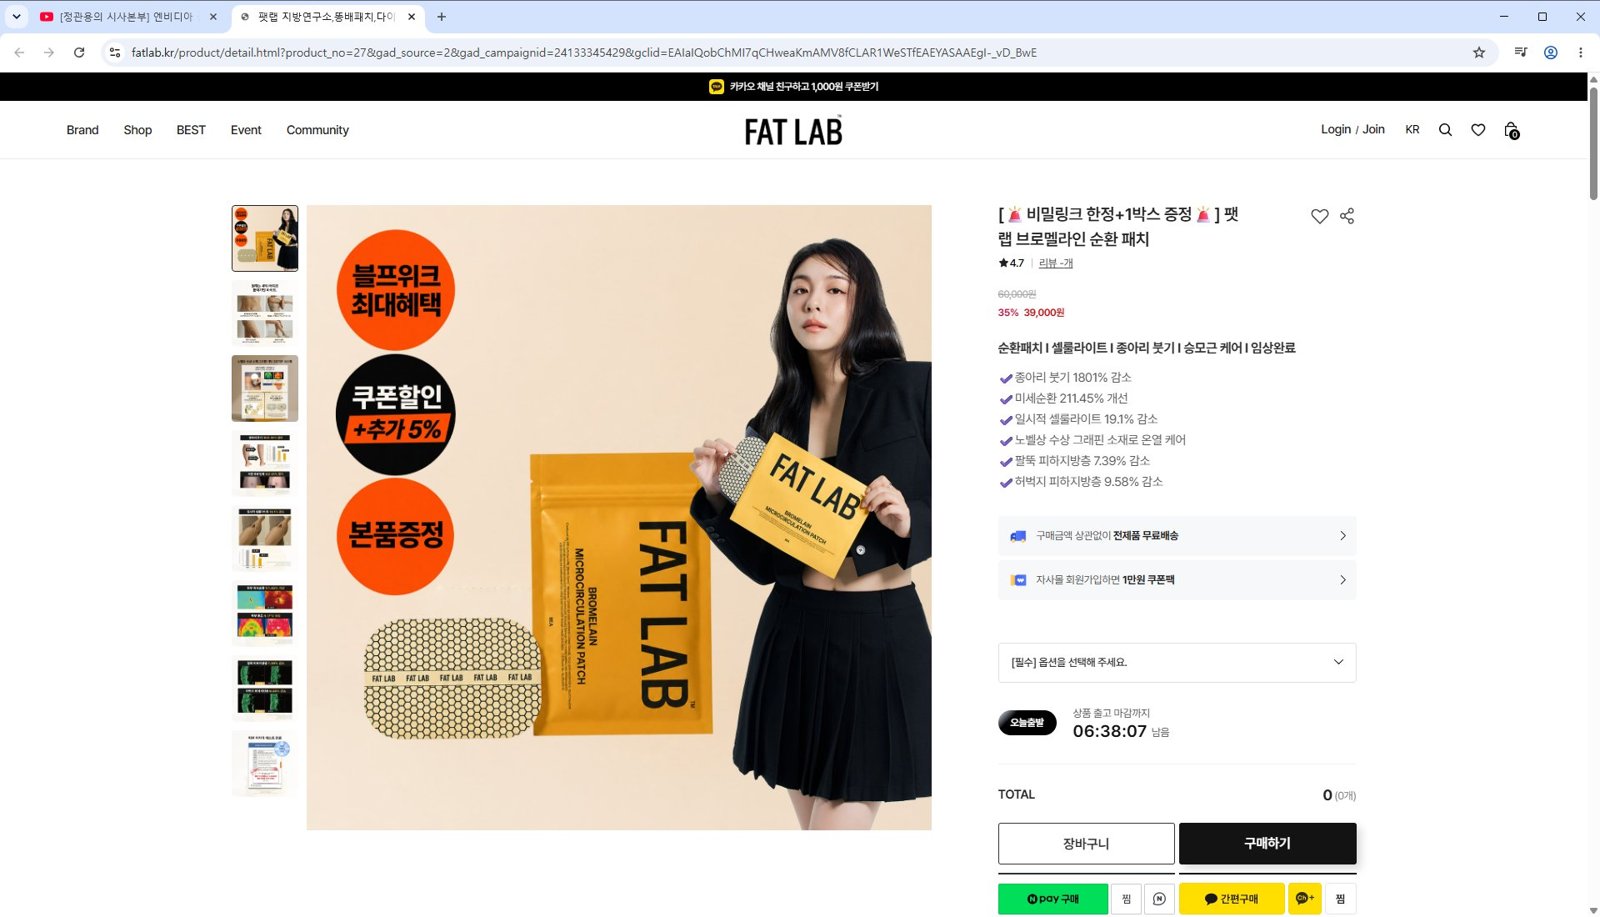 [정관용의 시사본부] 엔비디아
팻랩 지방연구소,똥배패치,다이
fatlab.kr/product/detail.html?product_no=27&gad_source=2&gad_campaignid=24133345429&gclid=EAIaIQobChMI7qCHweaKmAMV8fCLAR1WeSTfEAEYASAAEgI-_vD_BwE
카카오 채널 친구하고 1,000원 쿠폰받기
Brand Shop BEST Event Community
FAT LAB
Login / Join KR 0
블프위크
최대혜택
쿠폰할인
+추가 5%
본품증정
FAT LAB
BROMELAIN
MICROCIRCULATION PATCH
FAT LAB
BROMELAIN
MICROCIRCULATION PATCH
FAT LAB FAT LAB FAT LAB FAT LAB FAT LAB
[🚨비밀링크 한정+1박스 증정🚨] 팻
랩 브로멜라인 순환 패치
★4.7 리뷰 -개
60,000원
35% 39,000원
순환패치 I 셀룰라이트 I 종아리 붓기 I 승모근 케어 I 임상완료
종아리 붓기 1801% 감소
미세순환 211.45% 개선
일시적 셀룰라이트 19.1% 감소
노벨상 수상 그래핀 소재로 온열 케어
팔뚝 피하지방층 7.39% 감소
허벅지 피하지방층 9.58% 감소
구매금액 상관없이 전제품 무료배송
자사몰 회원가입하면 1만원 쿠폰팩
[필수] 옵션을 선택해 주세요.
오늘출발
상품 출고 마감까지
06:38:07 남음
TOTAL 0 (0개)
장바구니 구매하기
N pay 구매 찜 간편구매 Ch+ 찜